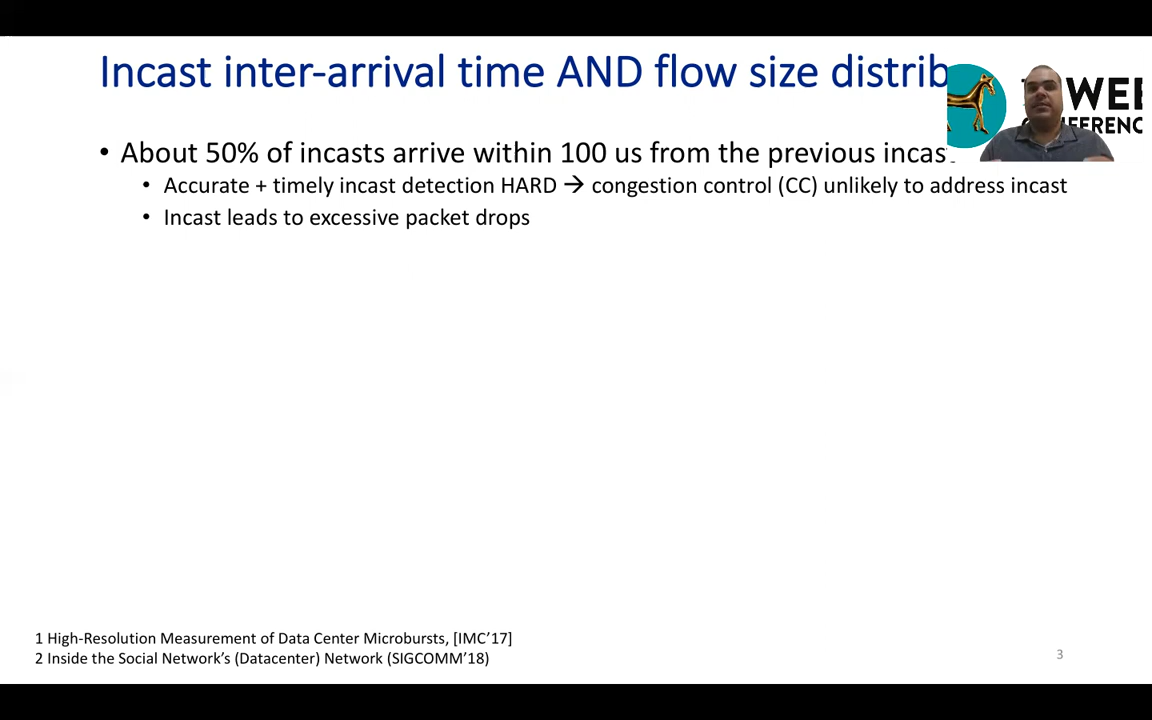 Incast inter-arrival time AND flow size
• About 50% of incasts arrive within 100 us from the previous
• Accurate + timely incast detection HARD → congestion control (CC) unlikely to address incast
• Incast leads to excessive packet drops
1 High-Resolution Measurement of Data Center Microbursts, [IMC’17]
2 Inside the Social Network’s (Datacenter) Network (SIGCOMM’18)
3